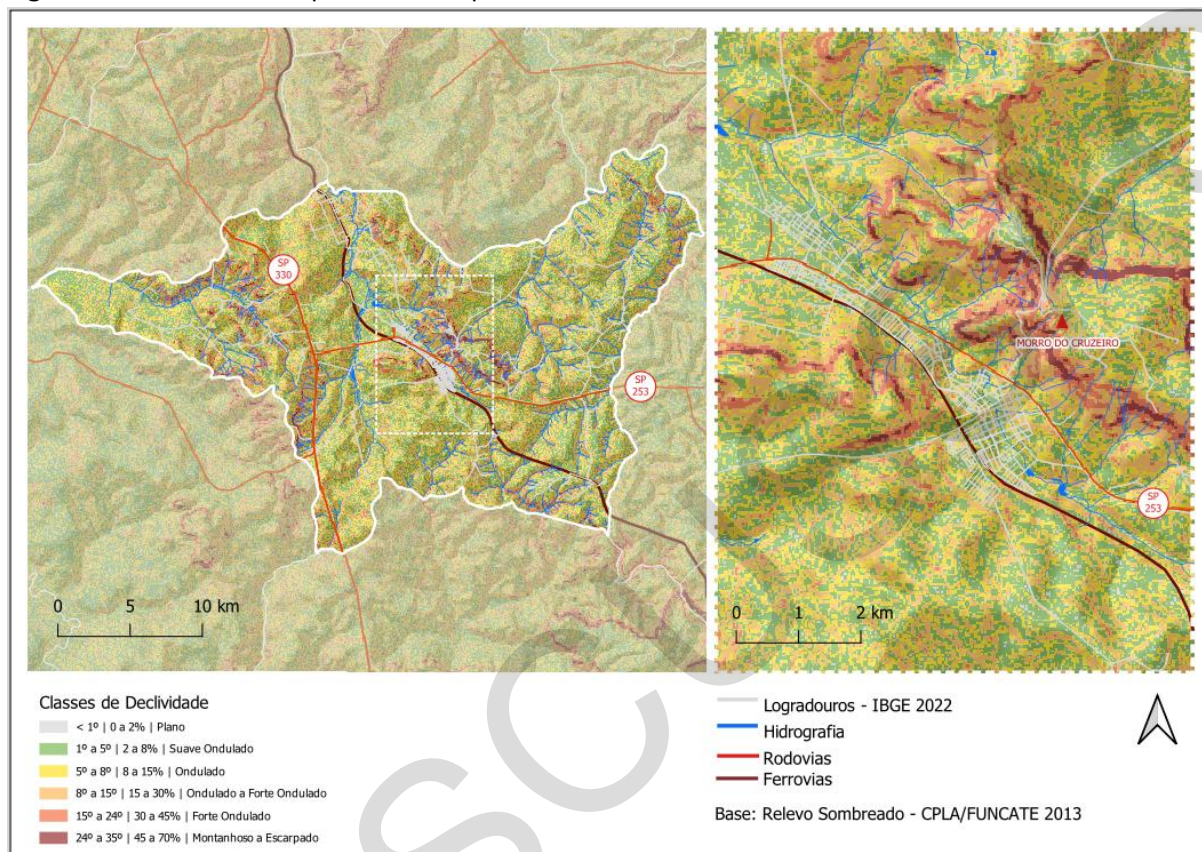 SP
330
SP
253
0 5 10 km
MORRO DO CRUZEIRO
SP
253
0 1 2 km
Classes de Declividade
< 1º | 0 a 2% | Plano
1º a 5º | 2 a 8% | Suave Ondulado
5º a 8º | 8 a 15% | Ondulado
8º a 15º | 15 a 30% | Ondulado a Forte Ondulado
15º a 24º | 30 a 45% | Forte Ondulado
24º a 35º | 45 a 70% | Montanhoso a Escarpado
Logradouros - IBGE 2022
Hidrografia
Rodovias
Ferrovias
Base: Relevo Sombreado - CPLA/FUNCATE 2013